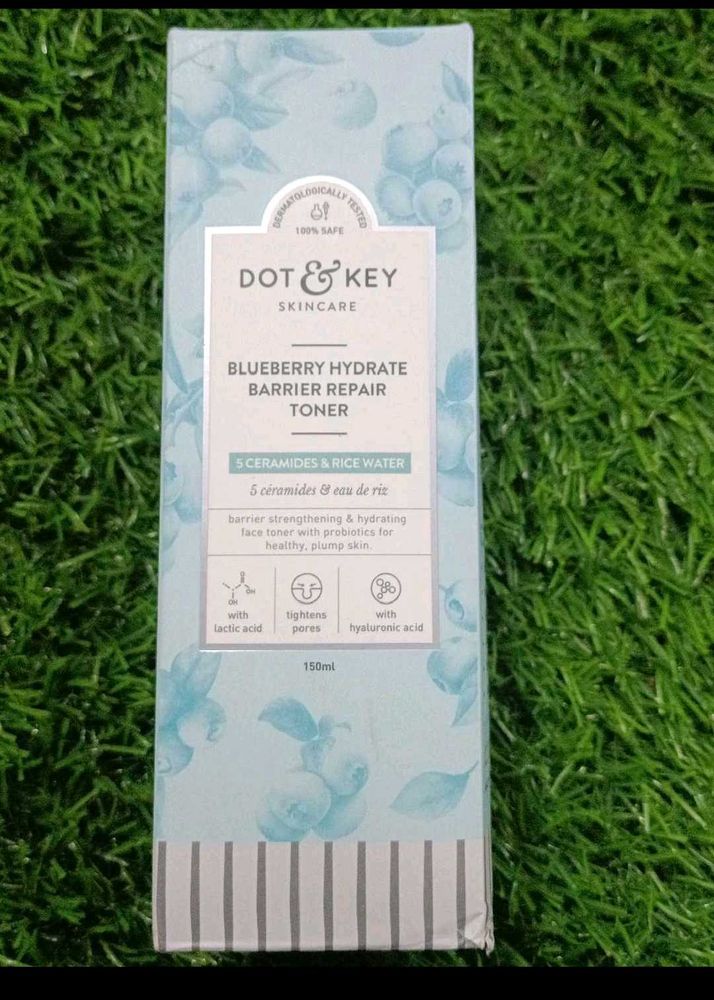 DERMATOLOGICALLY TESTED
100% SAFE
DOT & KEY
SKINCARE
BLUEBERRY HYDRATE
BARRIER REPAIR
TONER
5 CERAMIDES & RICE WATER
5 céramides & eau de riz
barrier strengthening & hydrating
face toner with probiotics for
healthy, plump skin.
O
OH
OH
with
lactic acid
tightens
pores
with
hyaluronic acid
150ml